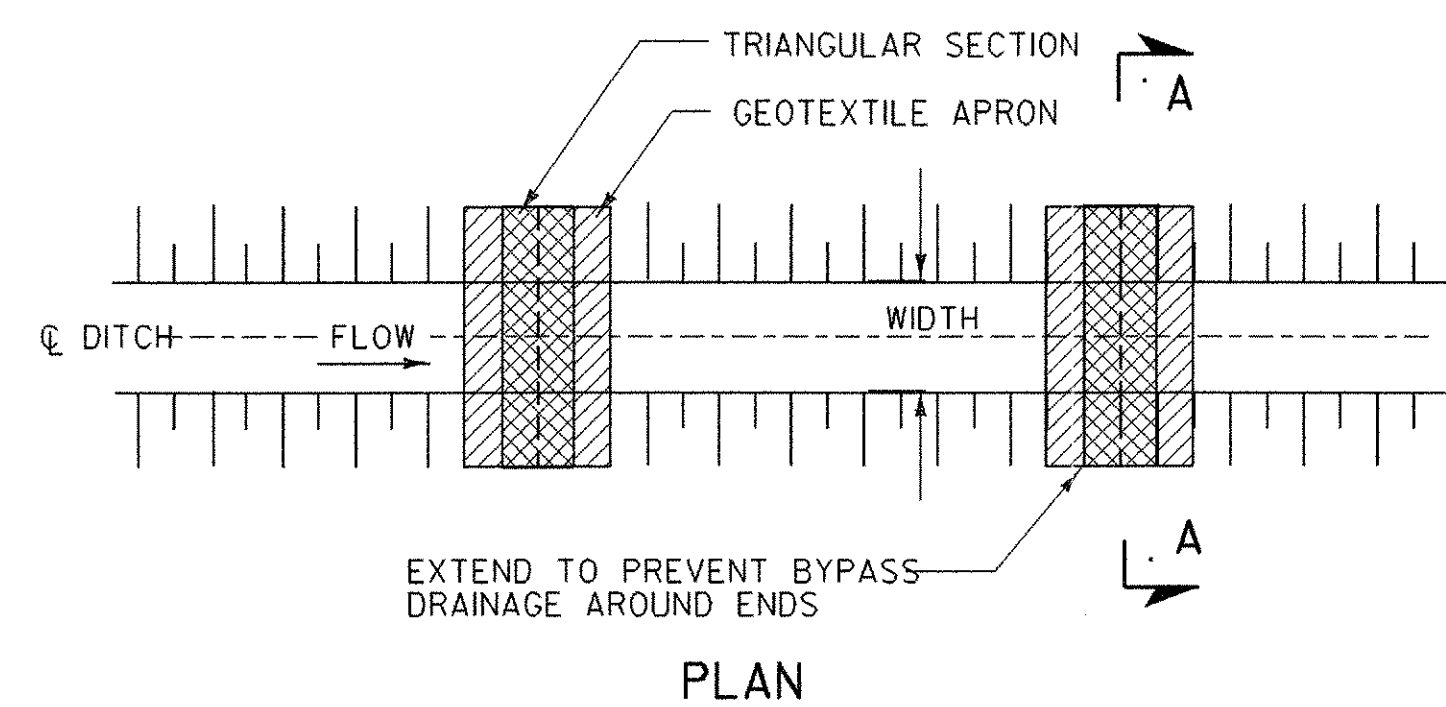 TRIANGULAR SECTION
A
GEOTEXTILE APRON
WIDTH
℄ DITCH
FLOW
A
EXTEND TO PREVENT BYPASS
DRAINAGE AROUND ENDS
PLAN